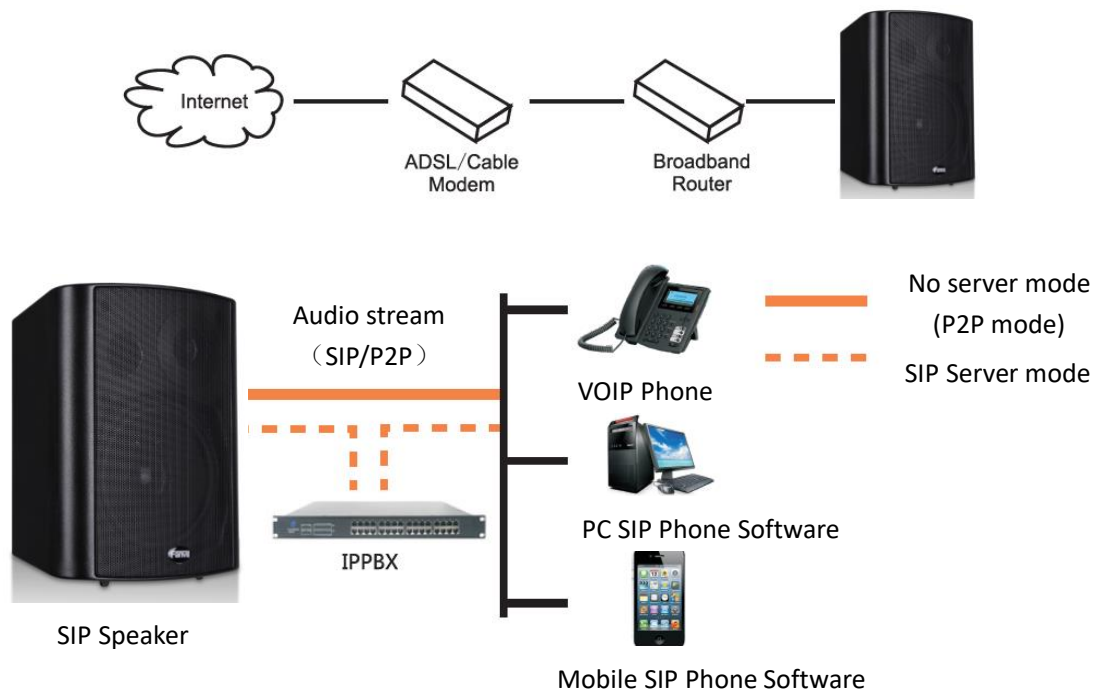 Internet
ADSL/Cable
Modem
Broadband
Router
Audio stream
（SIP/P2P）
No server mode
(P2P mode)
SIP Server mode
VOIP Phone
PC SIP Phone Software
IPPBX
SIP Speaker
Mobile SIP Phone Software